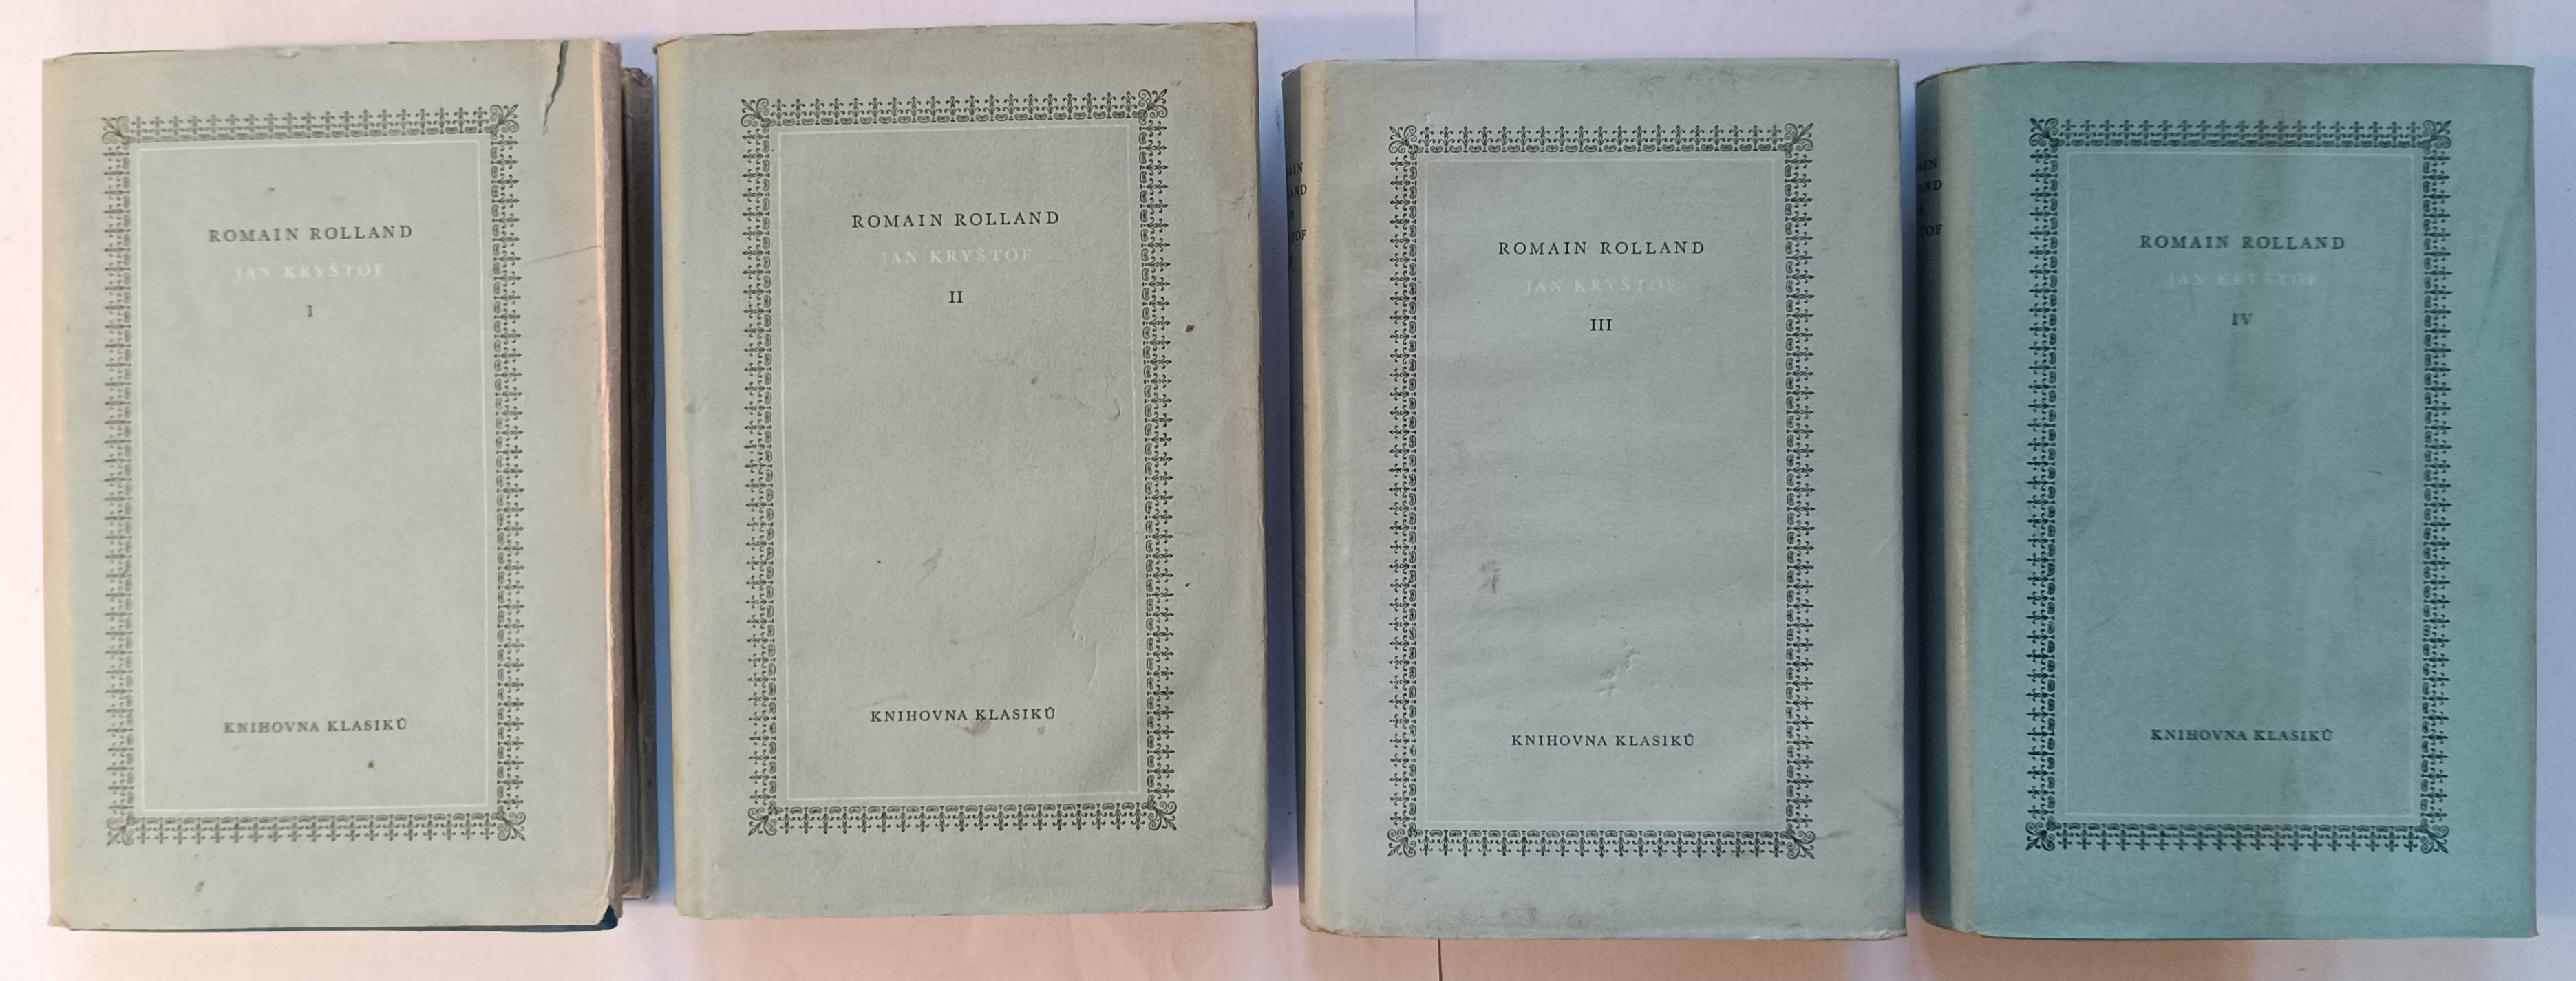 ROMAIN ROLLAND
JAN KRYŠTOF
I
KNIHOVNA KLASIKŮ
ROMAIN ROLLAND
JAN KRYŠTOF
II
KNIHOVNA KLASIKŮ
ROMAIN ROLLAND
JAN KRYŠTOF
III
KNIHOVNA KLASIKŮ
ROMAIN ROLLAND
JAN KRYŠTOF
IV
KNIHOVNA KLASIKŮ